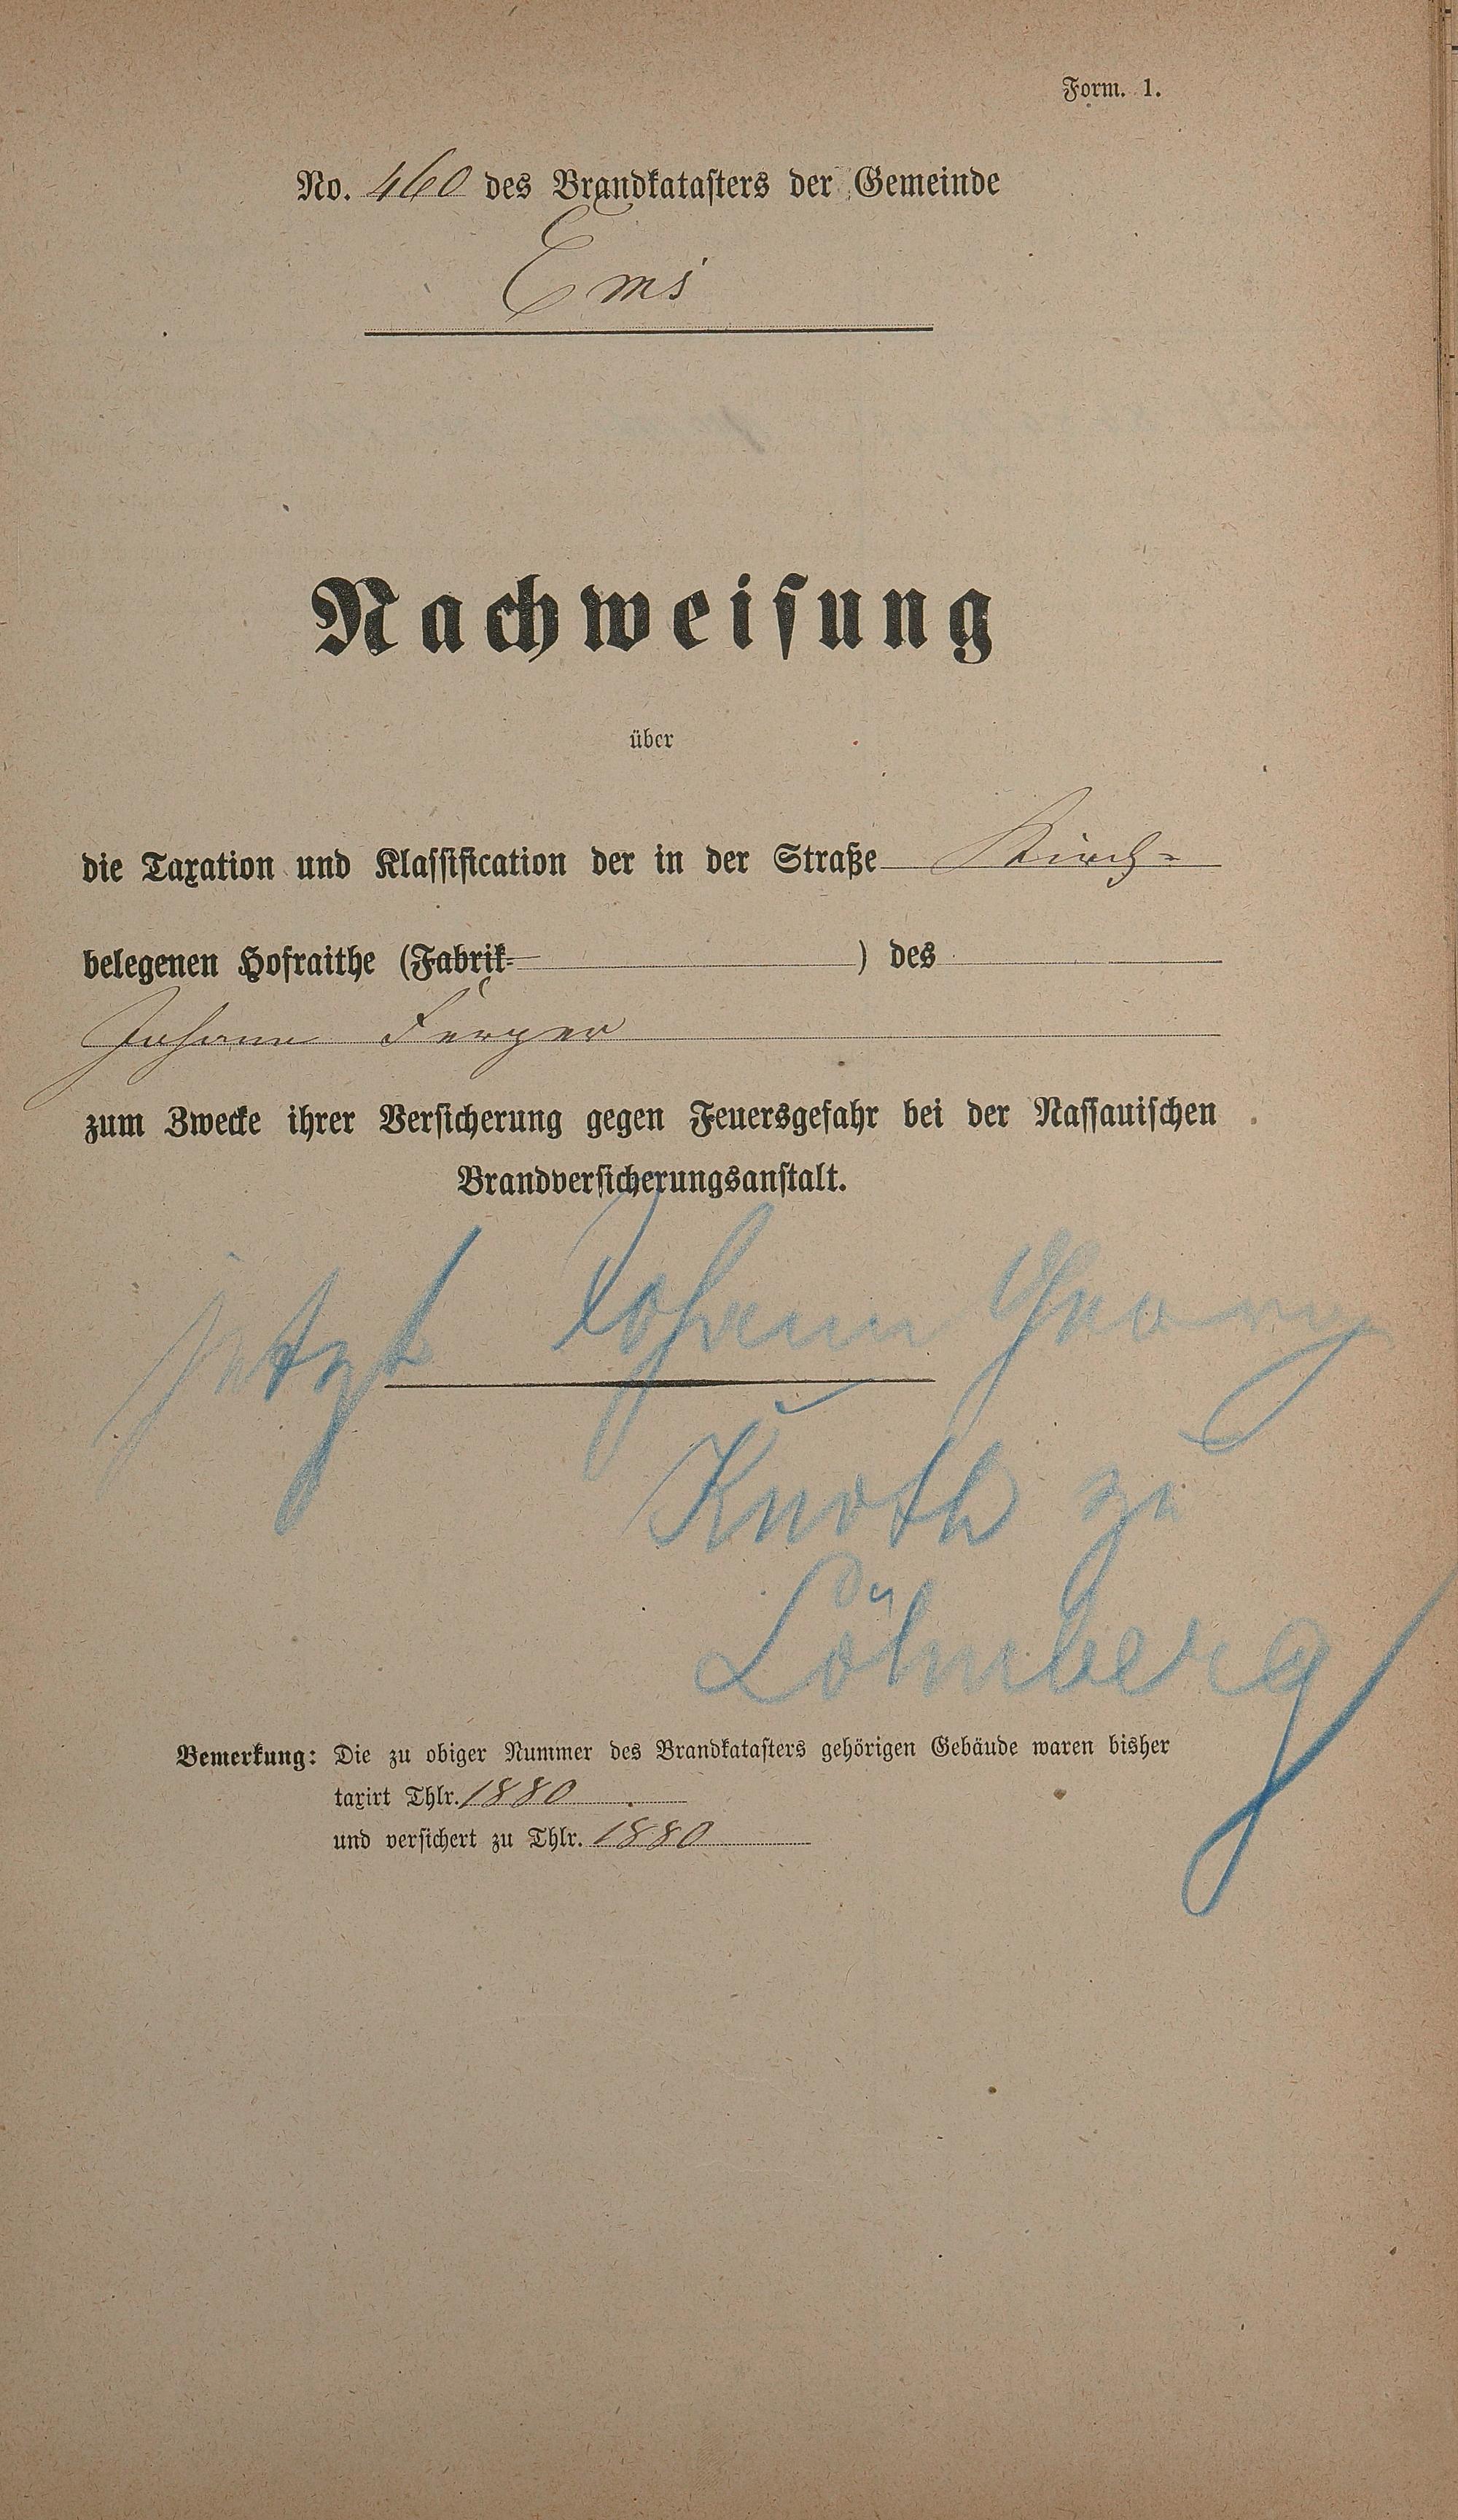 Form. 1.
No. 460 des Brandkatasters der Gemeinde
Ems
Nachweisung
über
die Taxation und Klassification der in der Straße Kirch-
belegenen Hofraithe (Fabrik- ) des
Johann
zum Zwecke ihrer Versicherung gegen Feuersgefahr bei der Nassauischen
Brandversicherungsanstalt.
jetzt Johann Georg
Knoth zu
Löhnberg
Bemerkung: Die zu obiger Nummer des Brandkatasters gehörigen Gebäude waren bisher
taxirt Thlr. 1880
und versichert zu Thlr. 1880